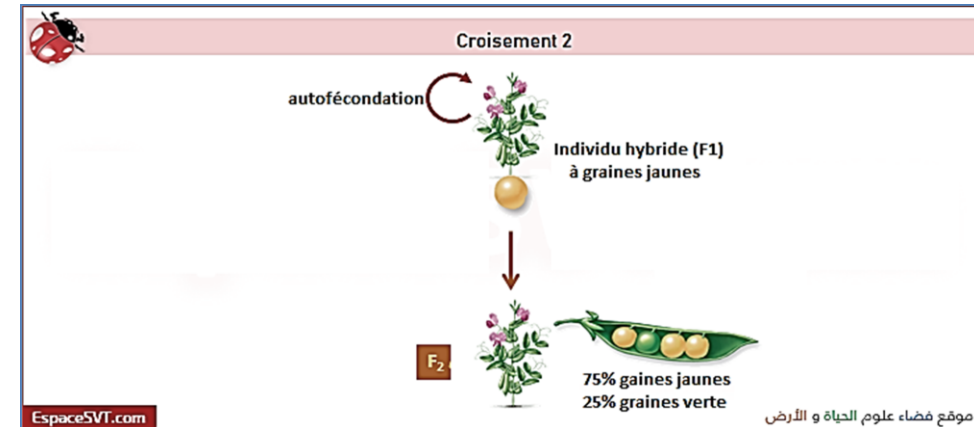 Croisement 2
autofécondation
Individu hybride (F1)
à graines jaunes
F2
75% gaines jaunes
25% graines verte
EspaceSVT.com
موقع فضاء علوم الحياة و الأرض